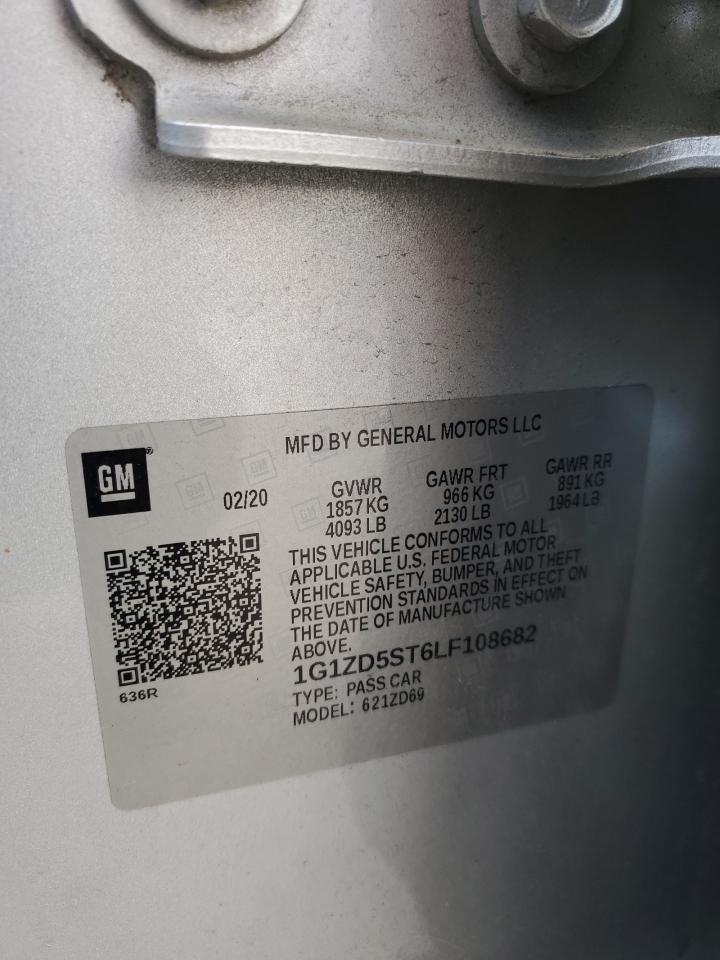 MFD BY GENERAL MOTORS LLC
GM®
02/20
GVWR
1857 KG
4093 LB
GAWR FRT
966 KG
2130 LB
GAWR RR
891 KG
1964 LB
THIS VEHICLE CONFORMS TO ALL
APPLICABLE U.S. FEDERAL MOTOR
VEHICLE SAFETY, BUMPER, AND THEFT
PREVENTION STANDARDS IN EFFECT ON
THE DATE OF MANUFACTURE SHOWN
ABOVE.
1G1ZD5ST6LF108682
TYPE: PASS CAR
MODEL: 621ZD69
636R